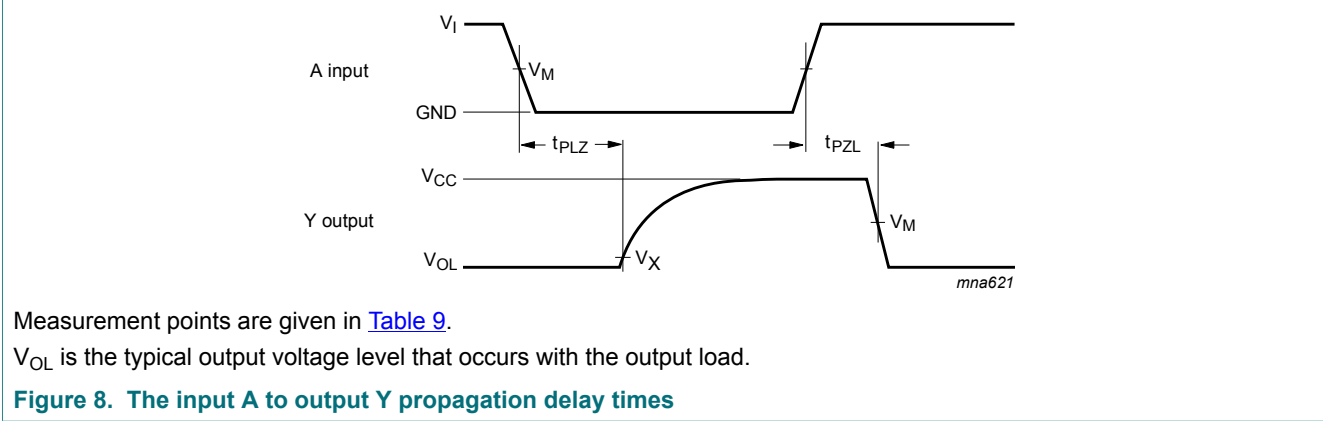 V_I
A input
V_M
GND
t_PLZ
t_PZL
V_CC
Y output
V_M
V_OL
V_X
mna621
Measurement points are given in Table 9.
V_OL is the typical output voltage level that occurs with the output load.
Figure 8. The input A to output Y propagation delay times